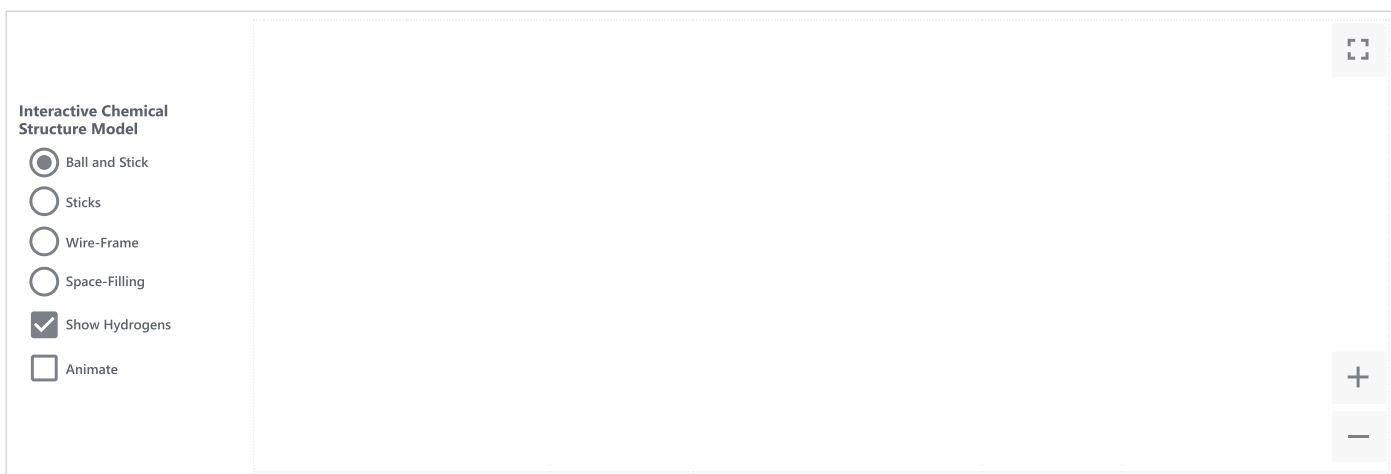 Interactive Chemical
Structure Model
Ball and Stick
Sticks
Wire-Frame
Space-Filling
Show Hydrogens
Animate